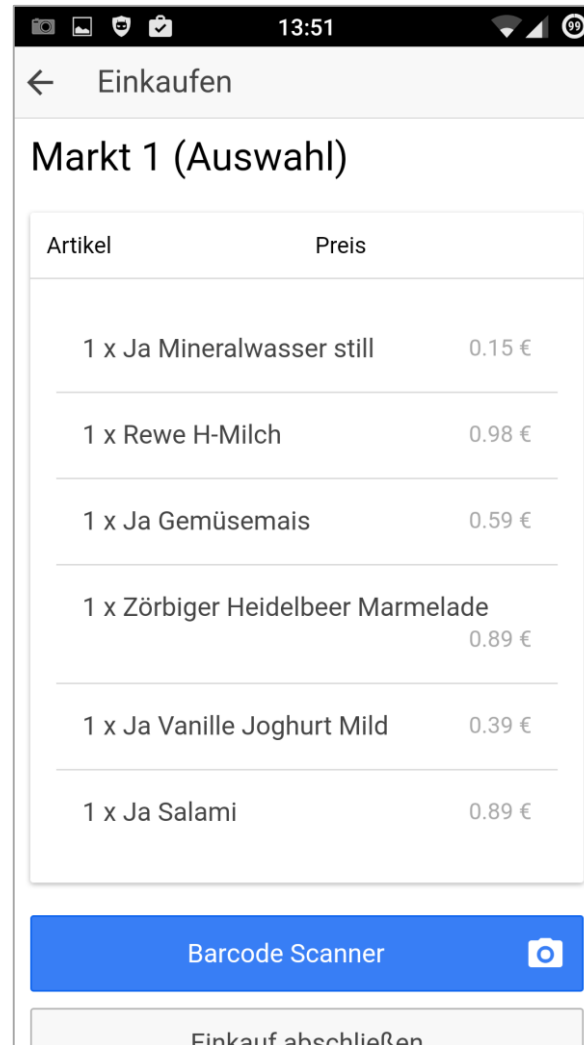 13:51
99
Einkaufen
Markt 1 (Auswahl)
Artikel Preis
1 x Ja Mineralwasser still 0.15 €
1 x Rewe H-Milch 0.98 €
1 x Ja Gemüsemais 0.59 €
1 x Zörbiger Heidelbeer Marmelade
0.89 €
1 x Ja Vanille Joghurt Mild 0.39 €
1 x Ja Salami 0.89 €
Barcode Scanner
Einkauf abschließen